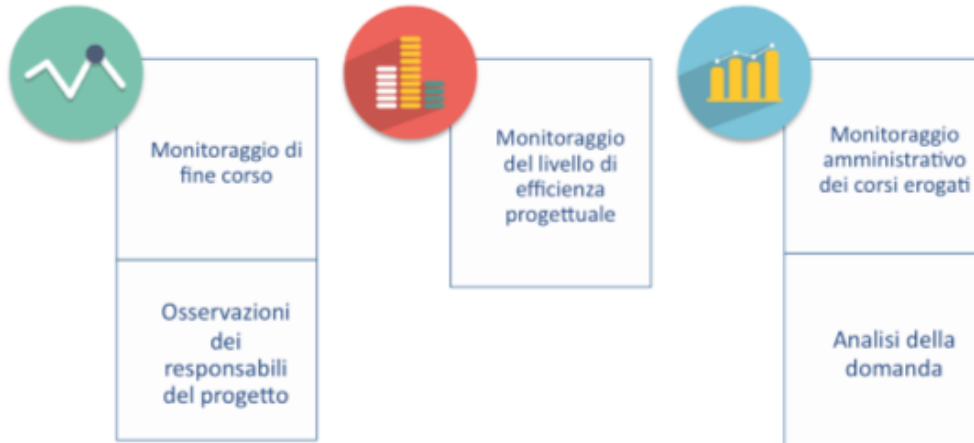 Monitoraggio di
fine corso
Osservazioni
dei
responsabili
del progetto
Monitoraggio
del livello di
efficienza
progettuale
Monitoraggio
amministrativo
dei corsi erogati
Analisi della
domanda